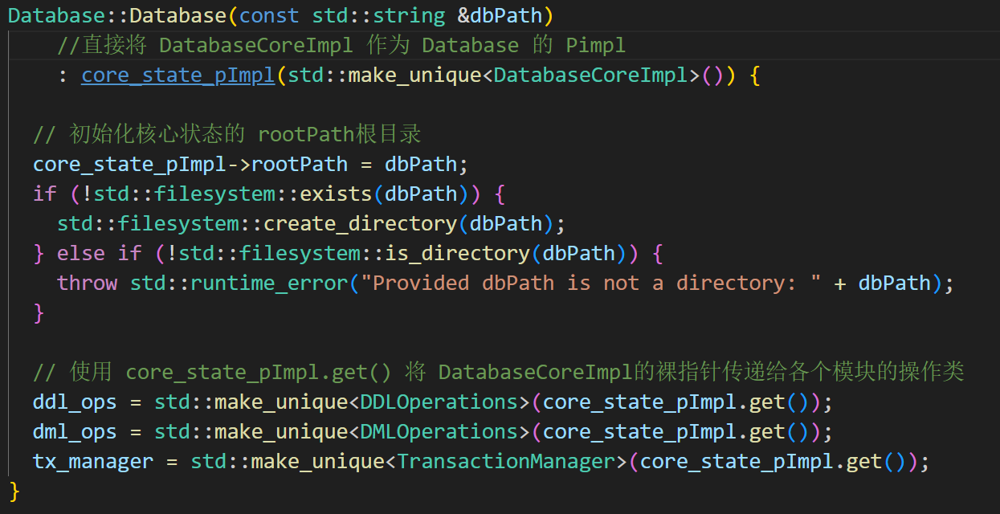 Database::Database(const std::string &dbPath)
    //直接将 DatabaseCoreImpl 作为 Database 的 Pimpl
    : core_state_pImpl(std::make_unique<DatabaseCoreImpl>()) {
  // 初始化核心状态的 rootPath根目录
  core_state_pImpl->rootPath = dbPath;
  if (!std::filesystem::exists(dbPath)) {
    std::filesystem::create_directory(dbPath);
  } else if (!std::filesystem::is_directory(dbPath)) {
    throw std::runtime_error("Provided dbPath is not a directory: " + dbPath);
  }
  // 使用 core_state_pImpl.get() 将 DatabaseCoreImpl的裸指针传递给各个模块的操作类
  ddl_ops = std::make_unique<DDLOperations>(core_state_pImpl.get());
  dml_ops = std::make_unique<DMLOperations>(core_state_pImpl.get());
  tx_manager = std::make_unique<TransactionManager>(core_state_pImpl.get());
}